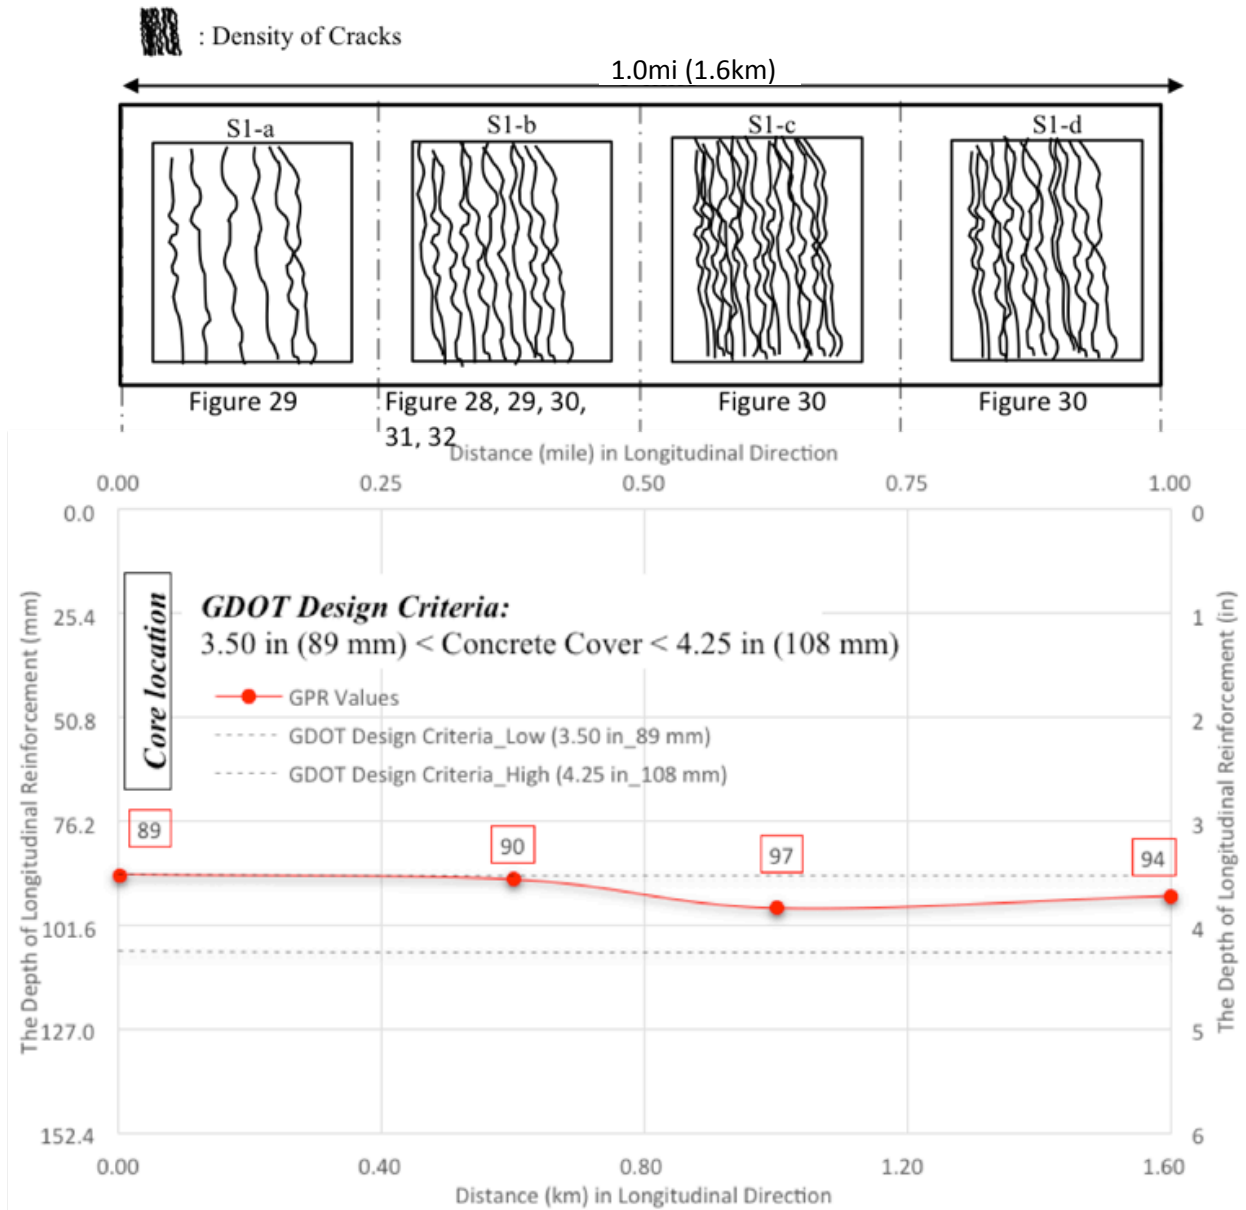 : Density of Cracks
1.0mi (1.6km)
S1-a S1-b S1-c S1-d
Figure 29 Figure 28, 29, 30, Figure 30 Figure 30
31, 32
Distance (mile) in Longitudinal Direction
0.00 0.25 0.50 0.75 1.00
0.0 0
25.4 1
50.8 2
76.2 3
101.6 4
127.0 5
152.4 6
The Depth of Longitudinal Reinforcement (mm)
The Depth of Longitudinal Reinforcement (in)
Core location
GDOT Design Criteria:
3.50 in (89 mm) < Concrete Cover < 4.25 in (108 mm)
GPR Values
GDOT Design Criteria_Low (3.50 in_89 mm)
GDOT Design Criteria_High (4.25 in_108 mm)
89 90 97 94
0.00 0.40 0.80 1.20 1.60
Distance (km) in Longitudinal Direction